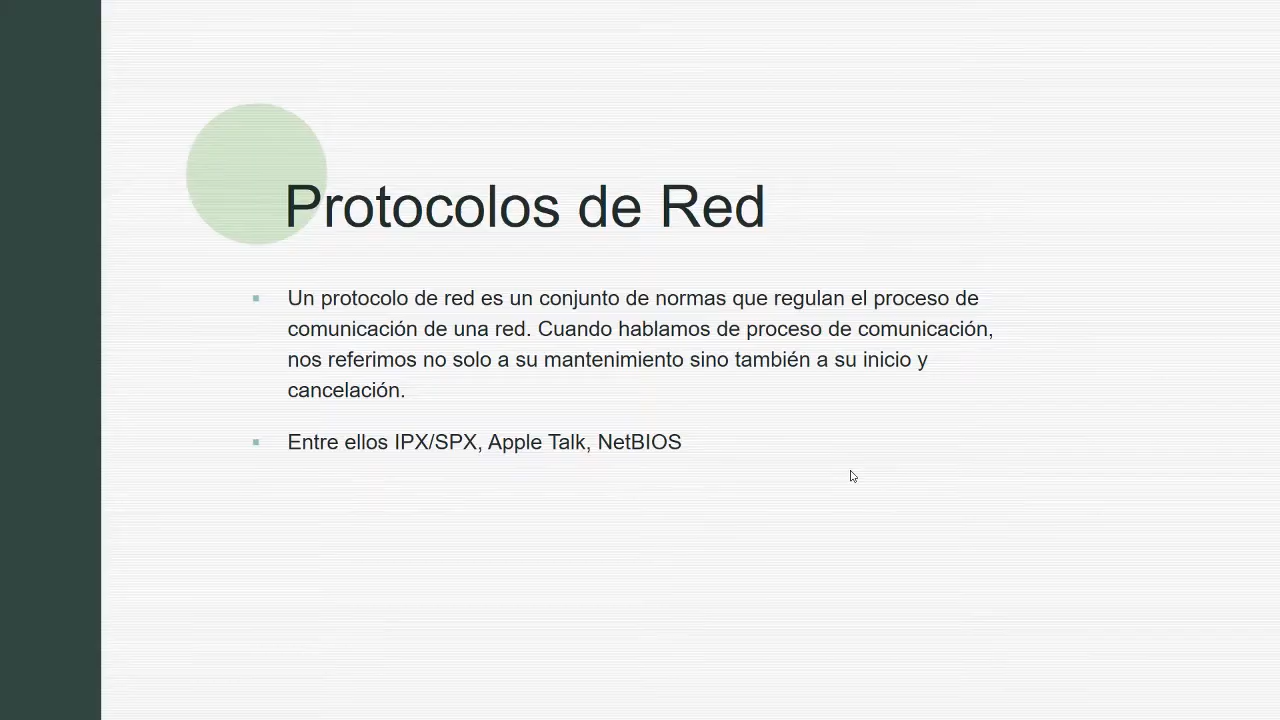 Protocolos de Red
Un protocolo de red es un conjunto de normas que regulan el proceso de
comunicación de una red. Cuando hablamos de proceso de comunicación,
nos referimos no solo a su mantenimiento sino también a su inicio y
cancelación.
Entre ellos IPX/SPX, Apple Talk, NetBIOS